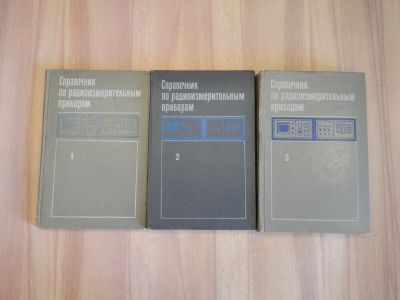 Справочник
по радиоизмерительным
приборам
1
Справочник
по радиоизмерительным
приборам
2
Справочник
по радиоизмерительным
приборам
3